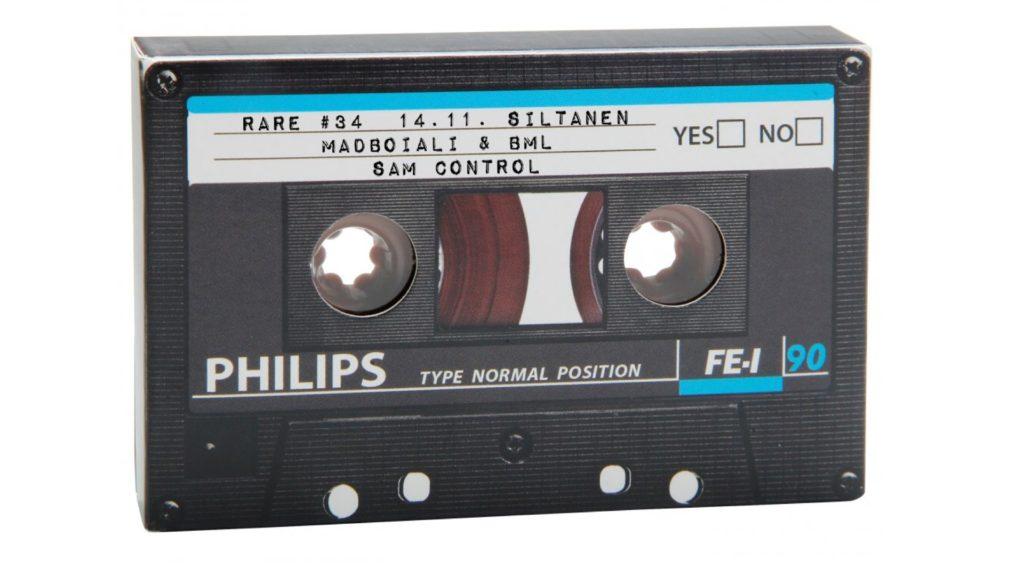 RARE #34 14.11. SILTANEN
MADBOIALI & BML
SAM CONTROL
YES NO
PHILIPS TYPE NORMAL POSITION FE-I 90